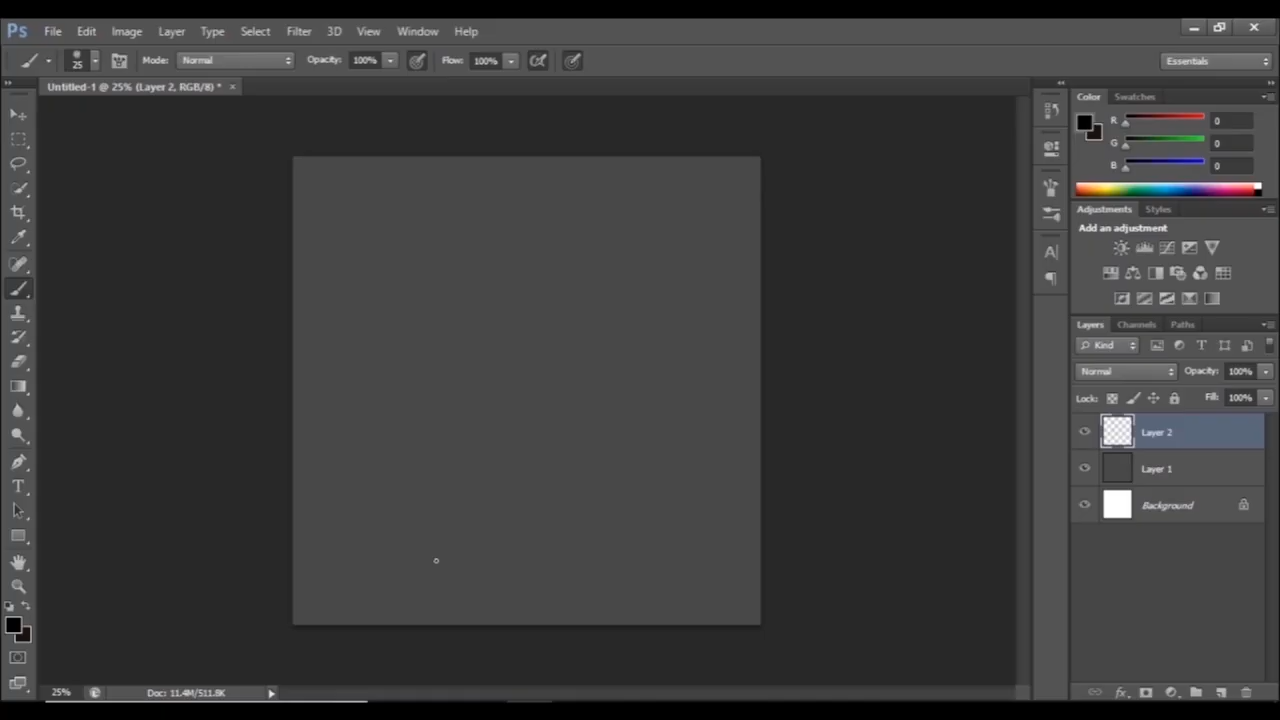 Ps File Edit Image Layer Type Select Filter 3D View Window Help
25 Mode: Normal Opacity: 100% Flow: 100% Essentials
Untitled-1 @ 25% (Layer 2, RGB/8) * ×
Color Swatches
R 0
G 0
B 0
Adjustments Styles
Add an adjustment
Layers Channels Paths
Kind
Normal Opacity: 100%
Lock: Fill: 100%
Layer 2
Layer 1
Background
25% Doc: 11.4M/511.8K